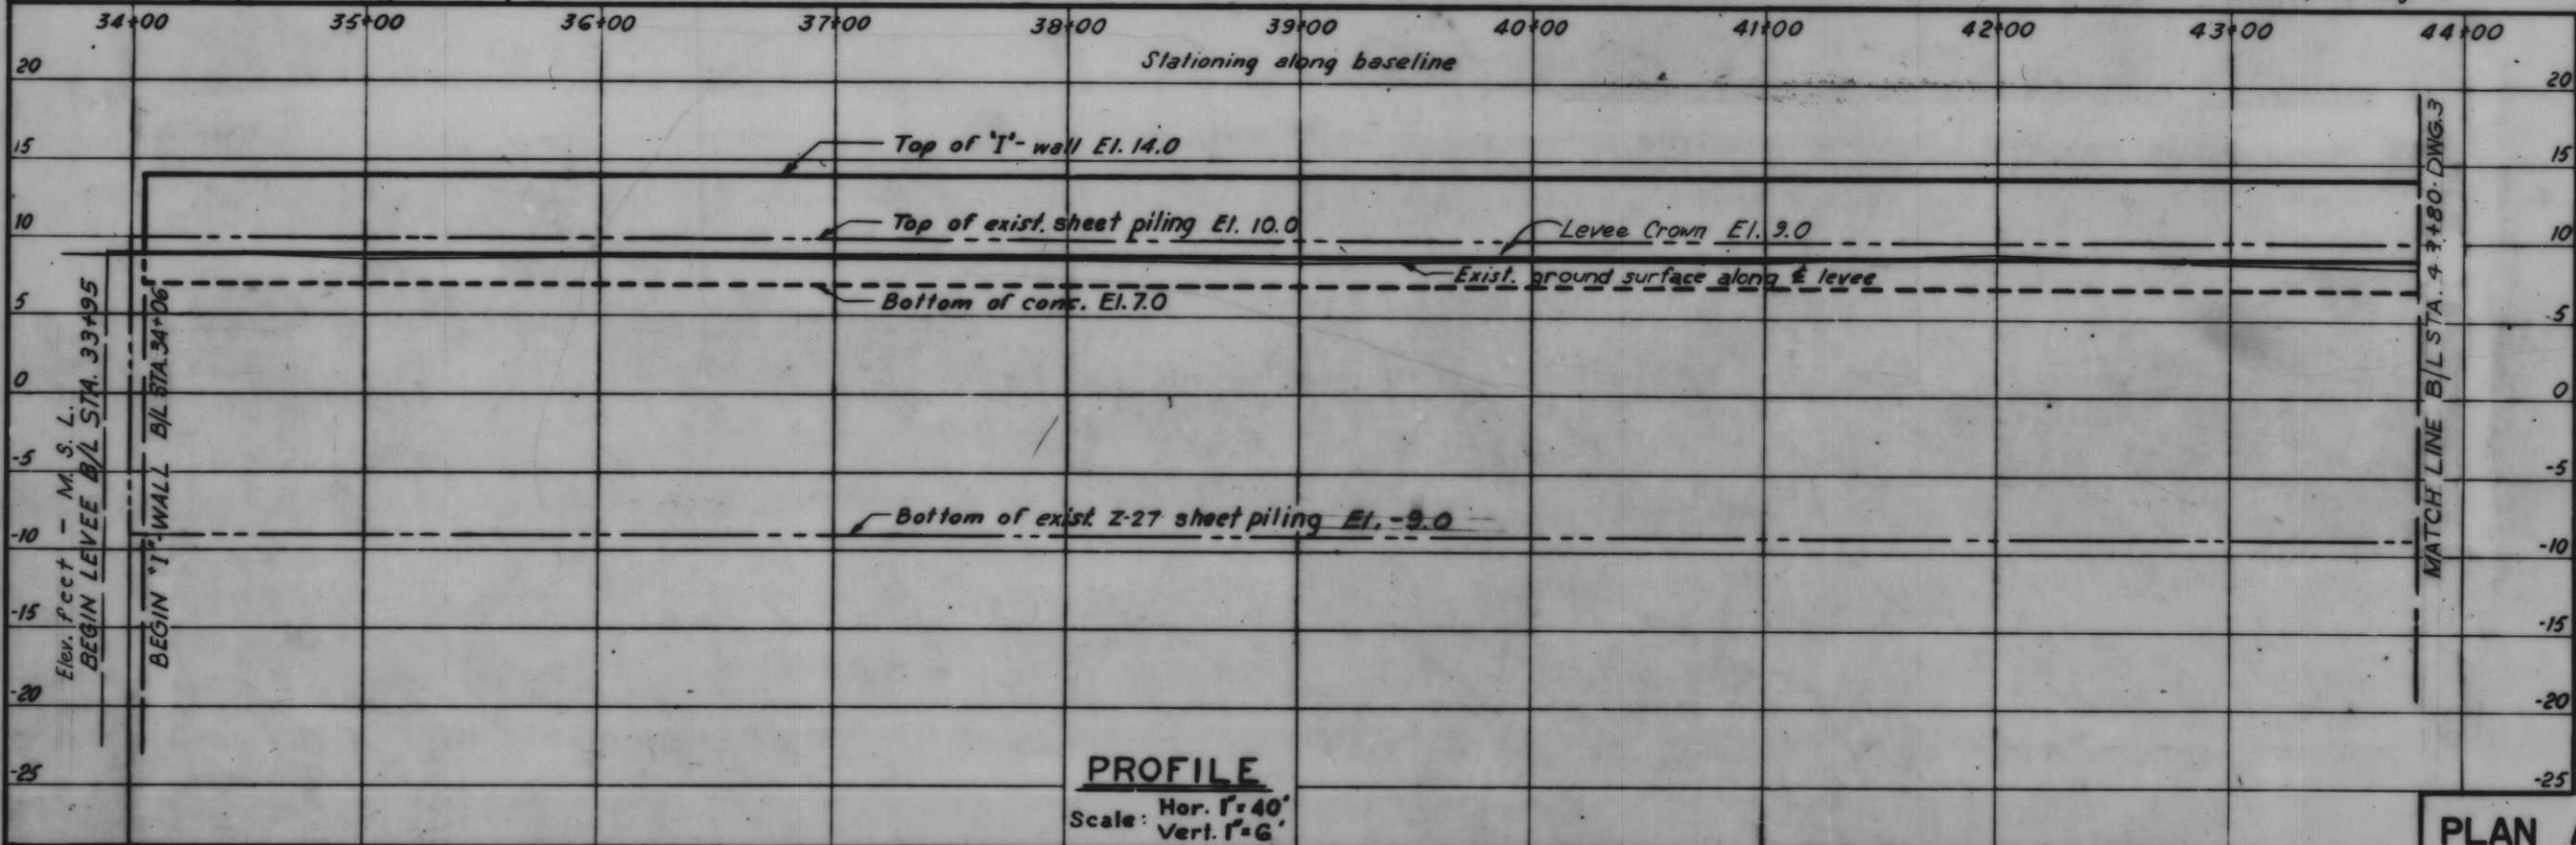 34+00 35+00 36+00 37+00 38+00 39+00 40+00 41+00 42+00 43+00 44+00
Stationing along baseline
20 20
15 15
10 10
5 5
0 0
-5 -5
-10 -10
-15 -15
-20 -20
-25 -25
Top of "I"-wall El. 14.0
Top of exist. sheet piling El. 10.0
Levee Crown El. 9.0
Exist. ground surface along ℄ levee
Bottom of conc. El. 7.0
Bottom of exist. Z-27 sheet piling El. -9.0
Elev. feet - M. S. L.
BEGIN LEVEE B/L STA. 33+95
BEGIN "I"-WALL B/L STA. 34+06
MATCH LINE B/L STA. 43+80-DWG.3
PROFILE
Scale: Hor. 1"=40'
Vert. 1"=6'
PLAN